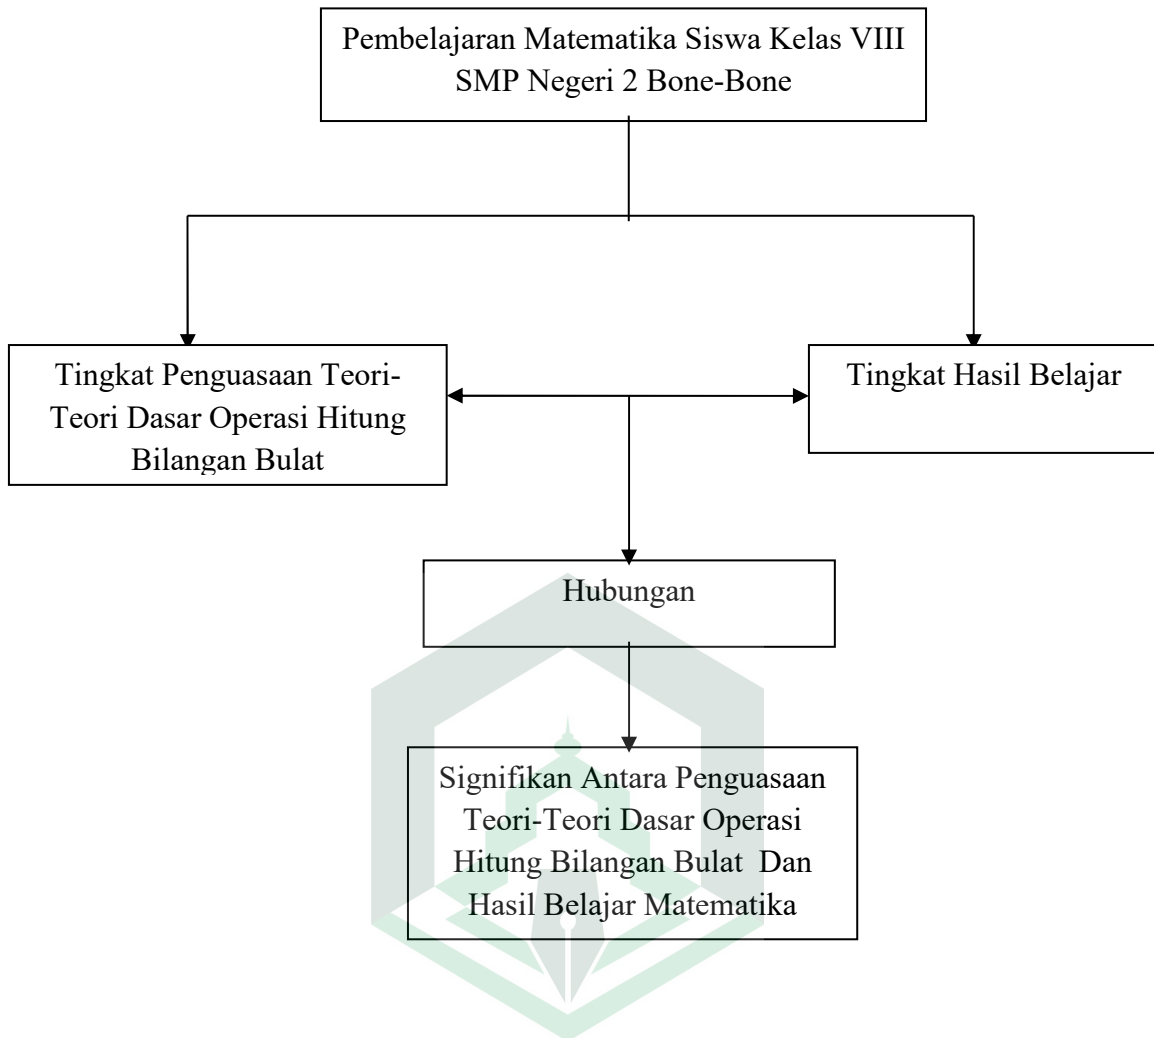 Pembelajaran Matematika Siswa Kelas VIII
SMP Negeri 2 Bone-Bone
Tingkat Penguasaan Teori-
Teori Dasar Operasi Hitung
Bilangan Bulat
Tingkat Hasil Belajar
Hubungan
Signifikan Antara Penguasaan
Teori-Teori Dasar Operasi
Hitung Bilangan Bulat Dan
Hasil Belajar Matematika